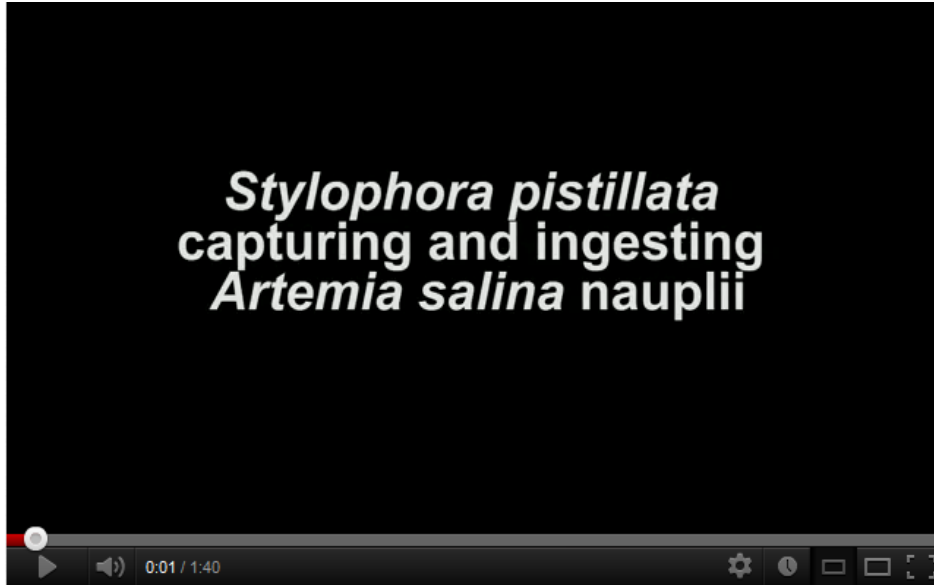 Stylophora pistillata
capturing and ingesting
Artemia salina nauplii
0:01 / 1:40